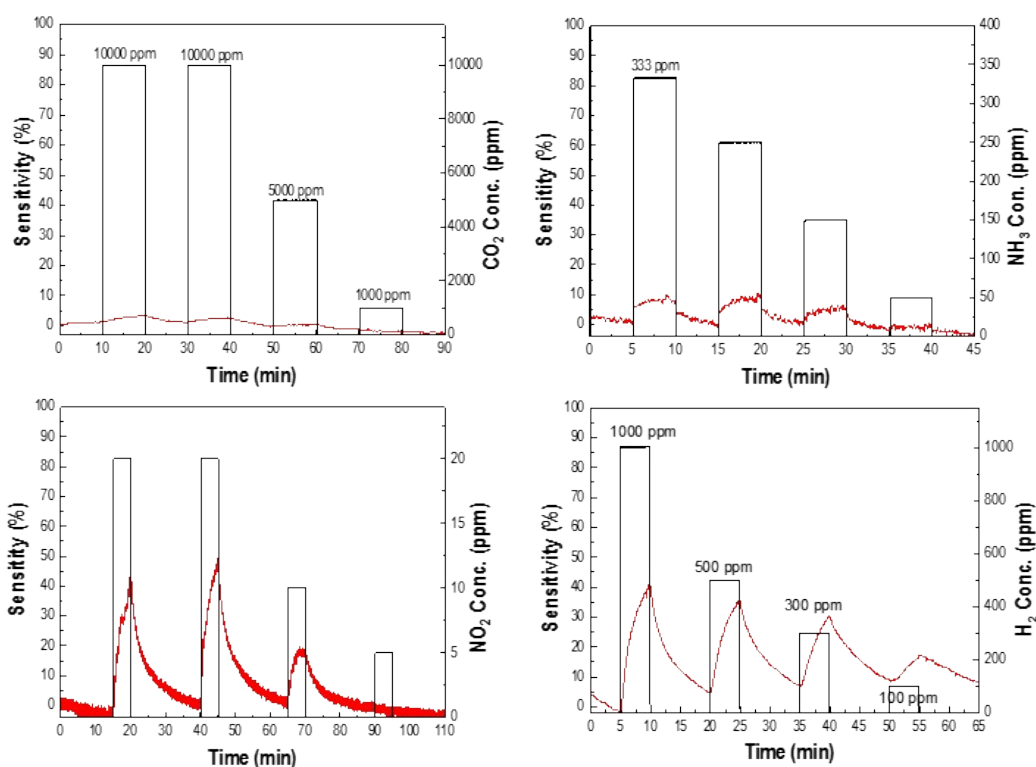 10000 ppm
10000 ppm
5000 ppm
1000 ppm
100
90
80
70
60
50
40
30
20
10
0
Sensitivity (%)
10000
8000
6000
4000
2000
0
CO₂ Conc. (ppm)
0 10 20 30 40 50 60 70 80 90
Time (min)
333 ppm
100
90
80
70
60
50
40
30
20
10
0
Sensitity (%)
400
350
300
250
200
150
100
50
0
NH₃ Con. (ppm)
0 5 10 15 20 25 30 35 40 45
Time (min)
100
90
80
70
60
50
40
30
20
10
0
Sensitity (%)
20
15
10
5
0
NO₂ Conc. (ppm)
0 10 20 30 40 50 60 70 80 90 100 110
Time (min)
1000 ppm
500 ppm
300 ppm
100 ppm
100
90
80
70
60
50
40
30
20
10
0
Sensitivity (%)
1000
800
600
400
200
0
H₂ Conc. (ppm)
0 5 10 15 20 25 30 35 40 45 50 55 60 65
Time (min)